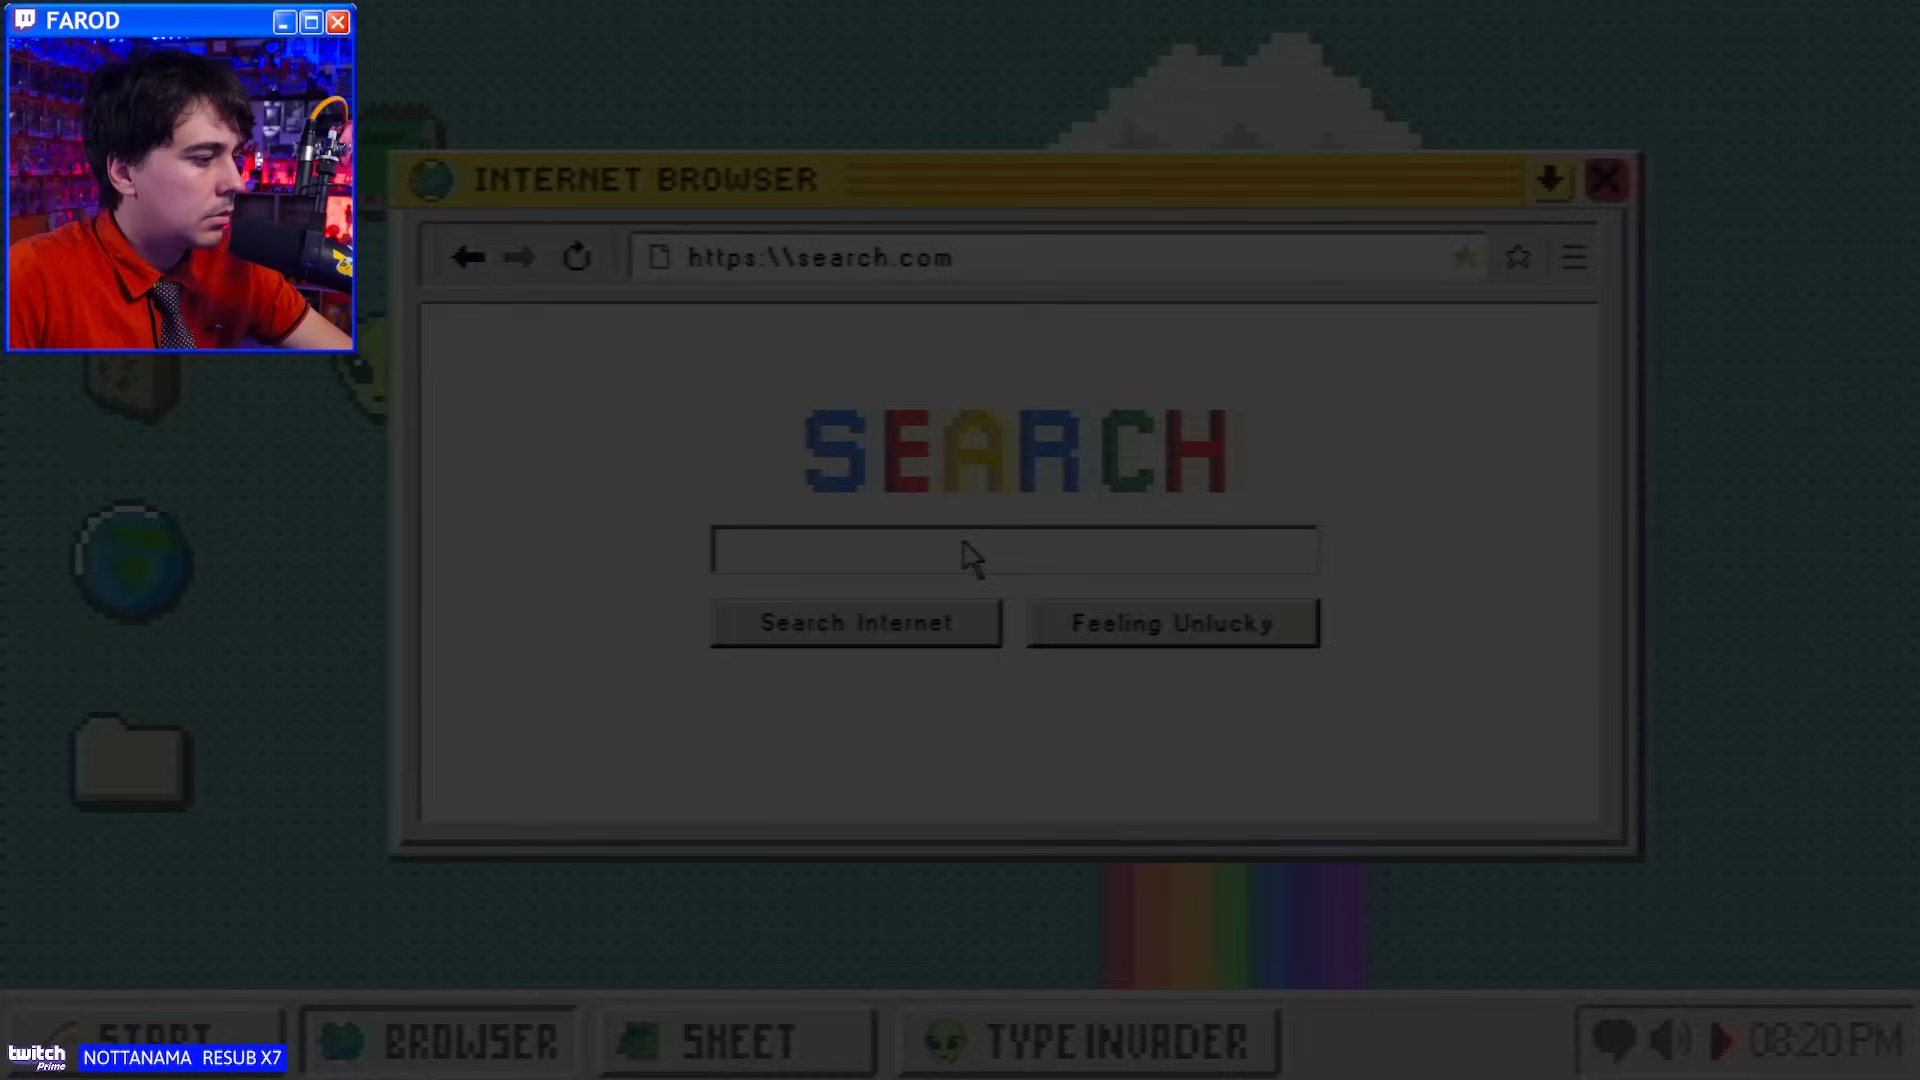 FAROD
INTERNET BROWSER
https:\\search.com
SEARCH
Search Internet
Feeling Unlucky
START
BROWSER
SHEET
TYPE INVADER
08:20 PM
twitch
Prime
NOTTANAMA RESUB X7